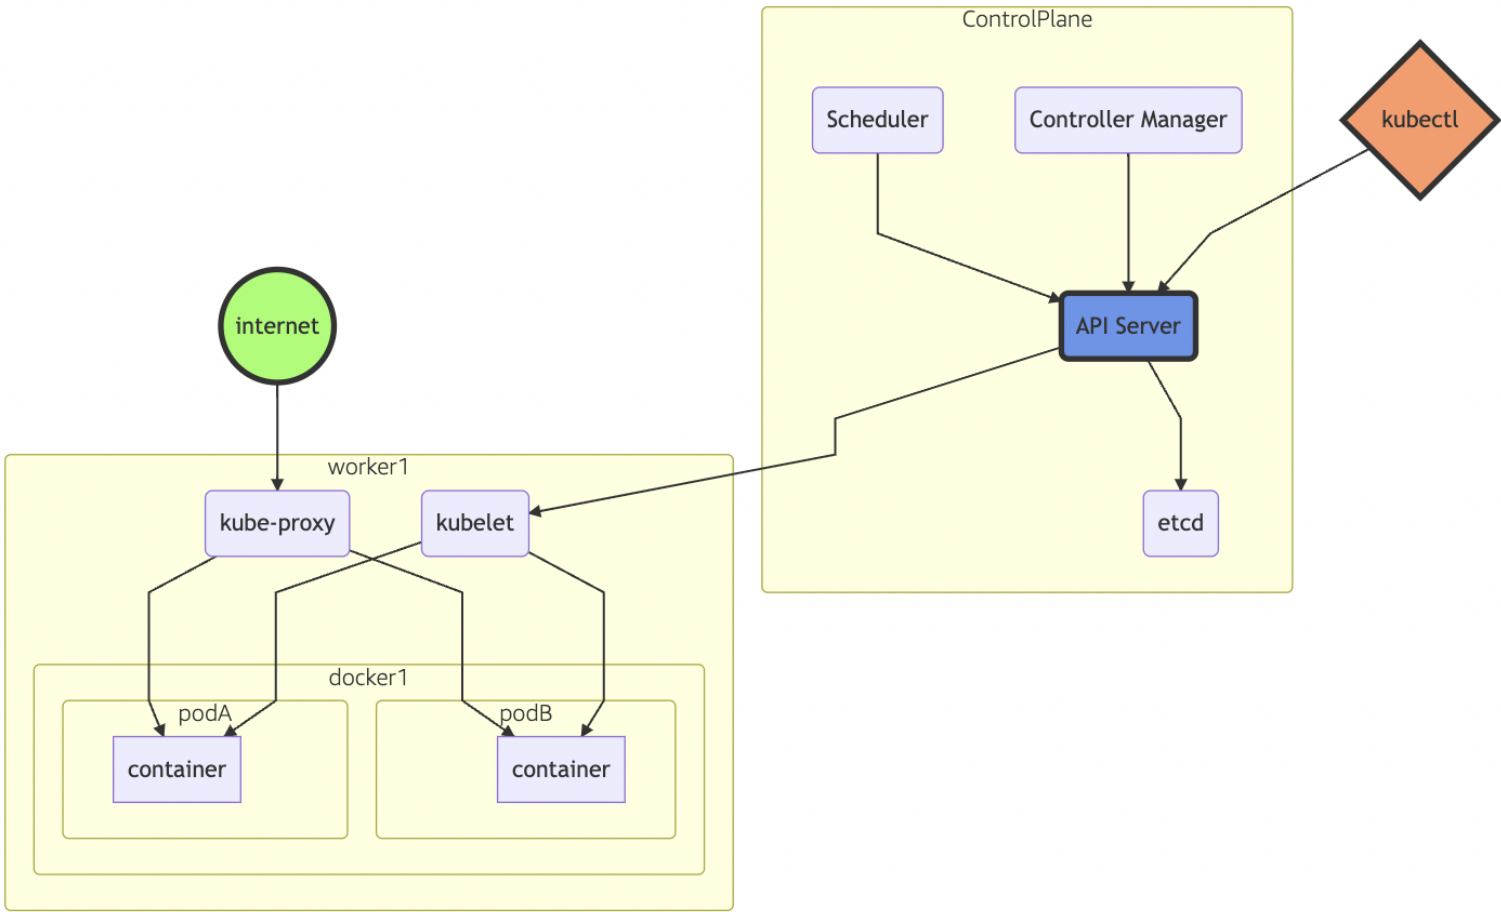 ControlPlane
Scheduler
Controller Manager
kubectl
internet
API Server
worker1
kube-proxy
kubelet
etcd
docker1
podA
podB
container
container